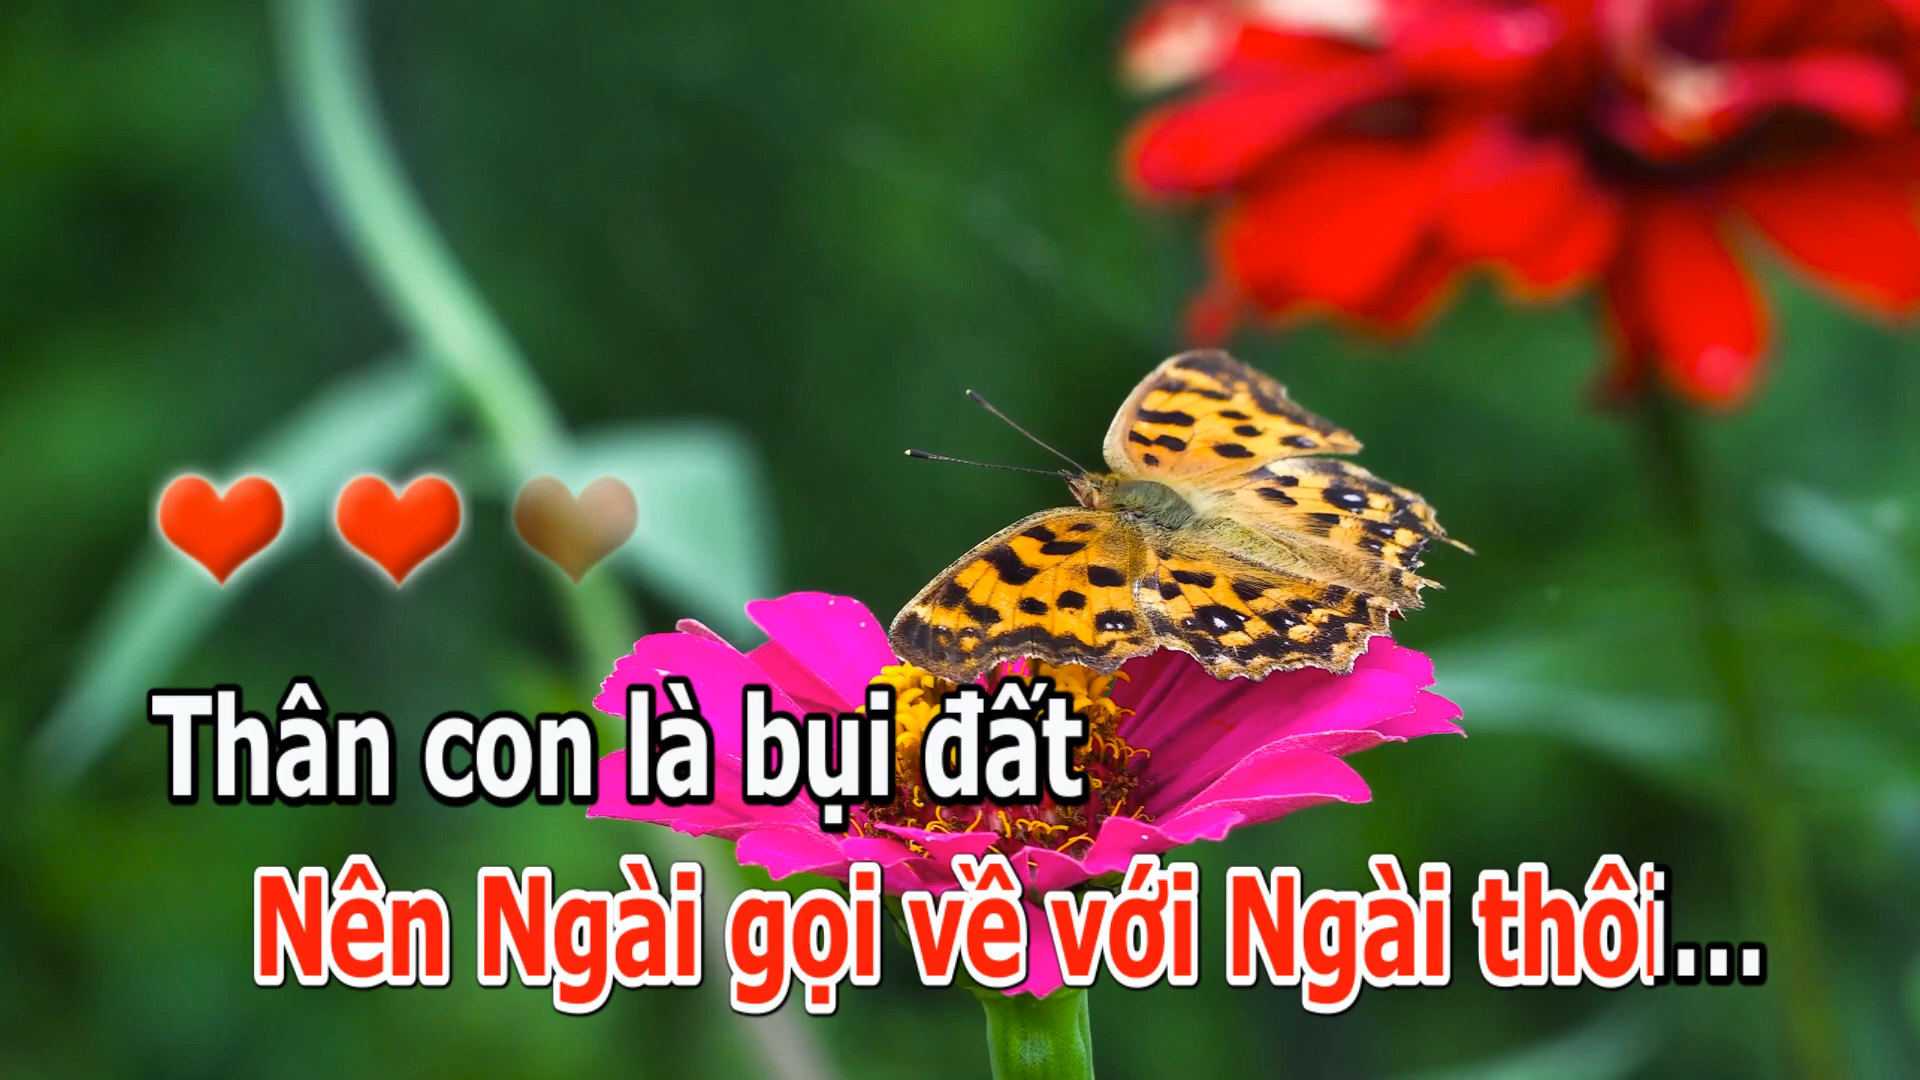 Thân con là bụi đất
Nên Ngài gọi về với Ngài thôi...